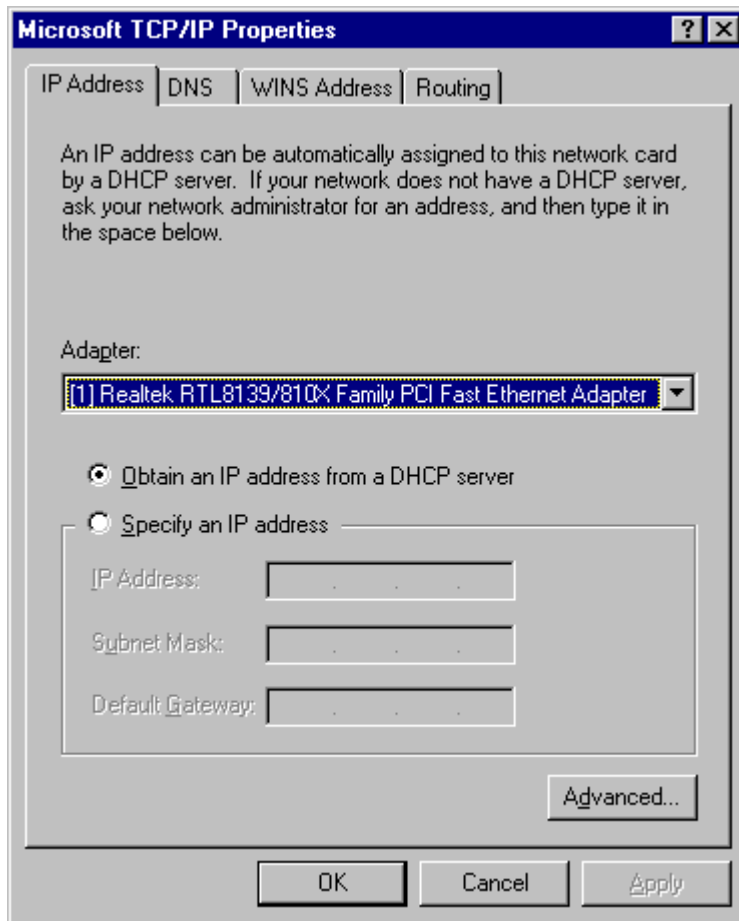 Microsoft TCP/IP Properties
IP Address DNS WINS Address Routing
An IP address can be automatically assigned to this network card
by a DHCP server. If your network does not have a DHCP server,
ask your network administrator for an address, and then type it in
the space below.
Adapter:
[1] Realtek RTL8139/810X Family PCI Fast Ethernet Adapter
Obtain an IP address from a DHCP server
Specify an IP address
IP Address:
Subnet Mask:
Default Gateway:
Advanced...
OK Cancel Apply